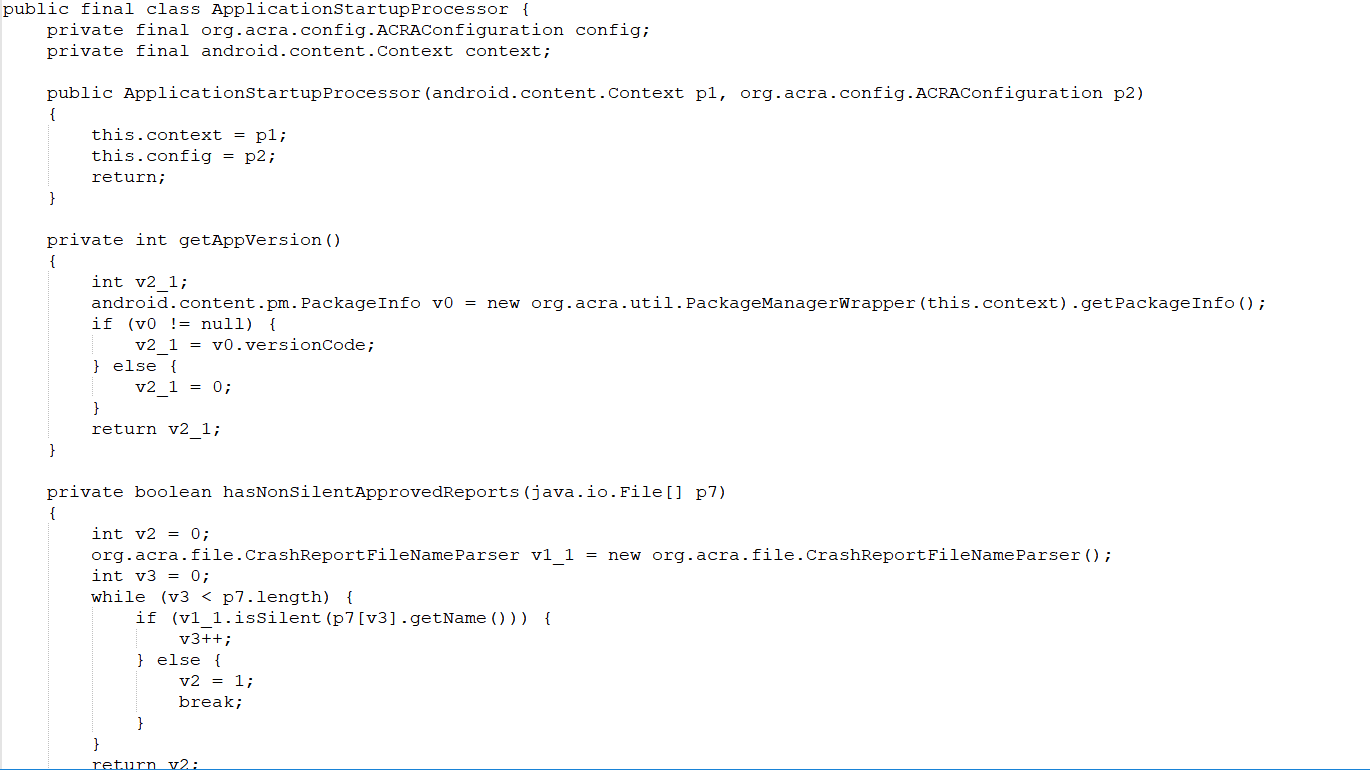 public final class ApplicationStartupProcessor {
    private final org.acra.config.ACRAConfiguration config;
    private final android.content.Context context;

    public ApplicationStartupProcessor(android.content.Context p1, org.acra.config.ACRAConfiguration p2)
    {
        this.context = p1;
        this.config = p2;
        return;
    }

    private int getAppVersion()
    {
        int v2_1;
        android.content.pm.PackageInfo v0 = new org.acra.util.PackageManagerWrapper(this.context).getPackageInfo();
        if (v0 != null) {
            v2_1 = v0.versionCode;
        } else {
            v2_1 = 0;
        }
        return v2_1;
    }

    private boolean hasNonSilentApprovedReports(java.io.File[] p7)
    {
        int v2 = 0;
        org.acra.file.CrashReportFileNameParser v1_1 = new org.acra.file.CrashReportFileNameParser();
        int v3 = 0;
        while (v3 < p7.length) {
            if (v1_1.isSilent(p7[v3].getName())) {
                v3++;
            } else {
                v2 = 1;
                break;
            }
        }
        return v2;